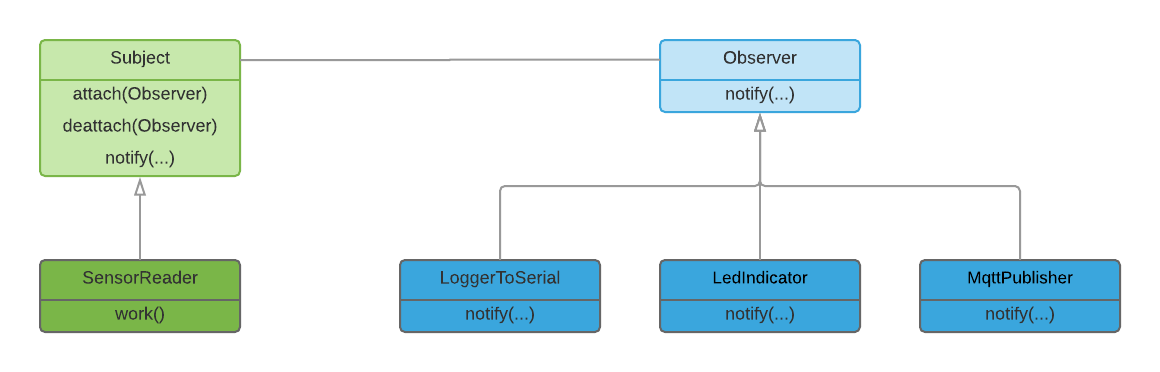 Subject
attach(Observer)
deattach(Observer)
notify(...)
Observer
notify(...)
SensorReader
work()
LoggerToSerial
notify(...)
LedIndicator
notify(...)
MqttPublisher
notify(...)